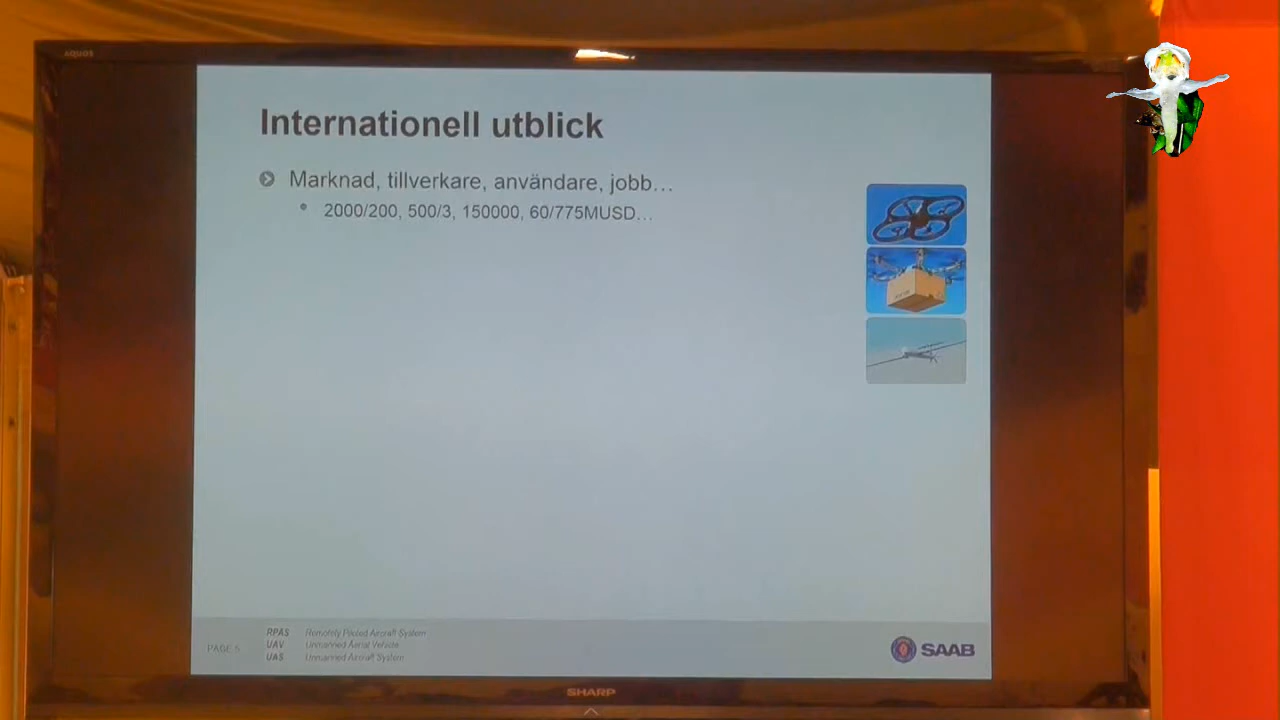 AQUOS
Internationell utblick
Marknad, tillverkare, användare, jobb…
2000/200, 500/3, 150000, 60/775MUSD…
RPAS Remotely Piloted Aircraft System
UAV Unmanned Aerial Vehicle
UAS Unmanned Aircraft System
PAGE 5
SAAB
SHARP